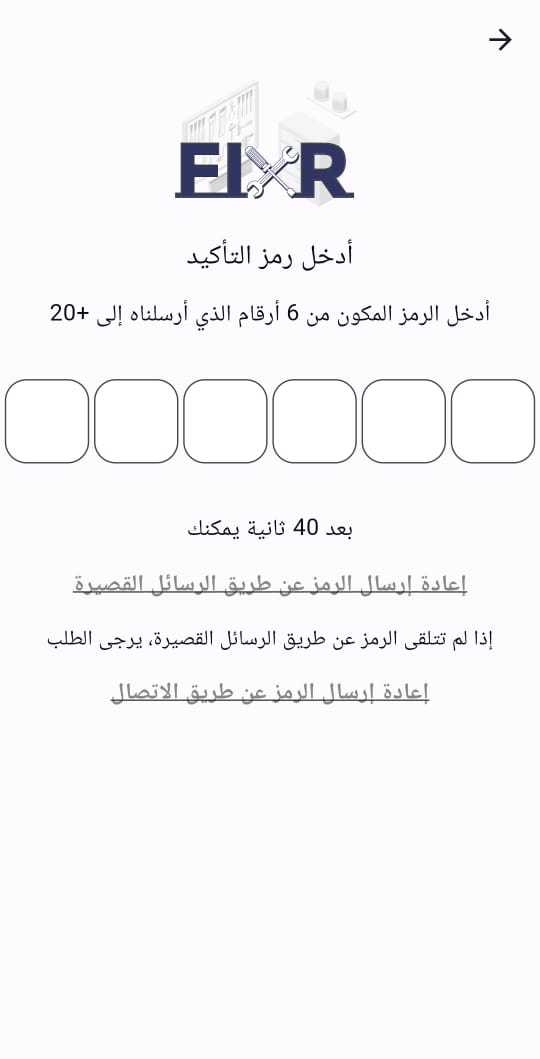 FIXR
أدخل رمز التأكيد
أدخل الرمز المكون من 6 أرقام الذي أرسلناه إلى +20
بعد 40 ثانية يمكنك
إعادة إرسال الرمز عن طريق الرسائل القصيرة
إذا لم تتلقى الرمز عن طريق الرسائل القصيرة، يرجى الطلب
إعادة إرسال الرمز عن طريق الاتصال